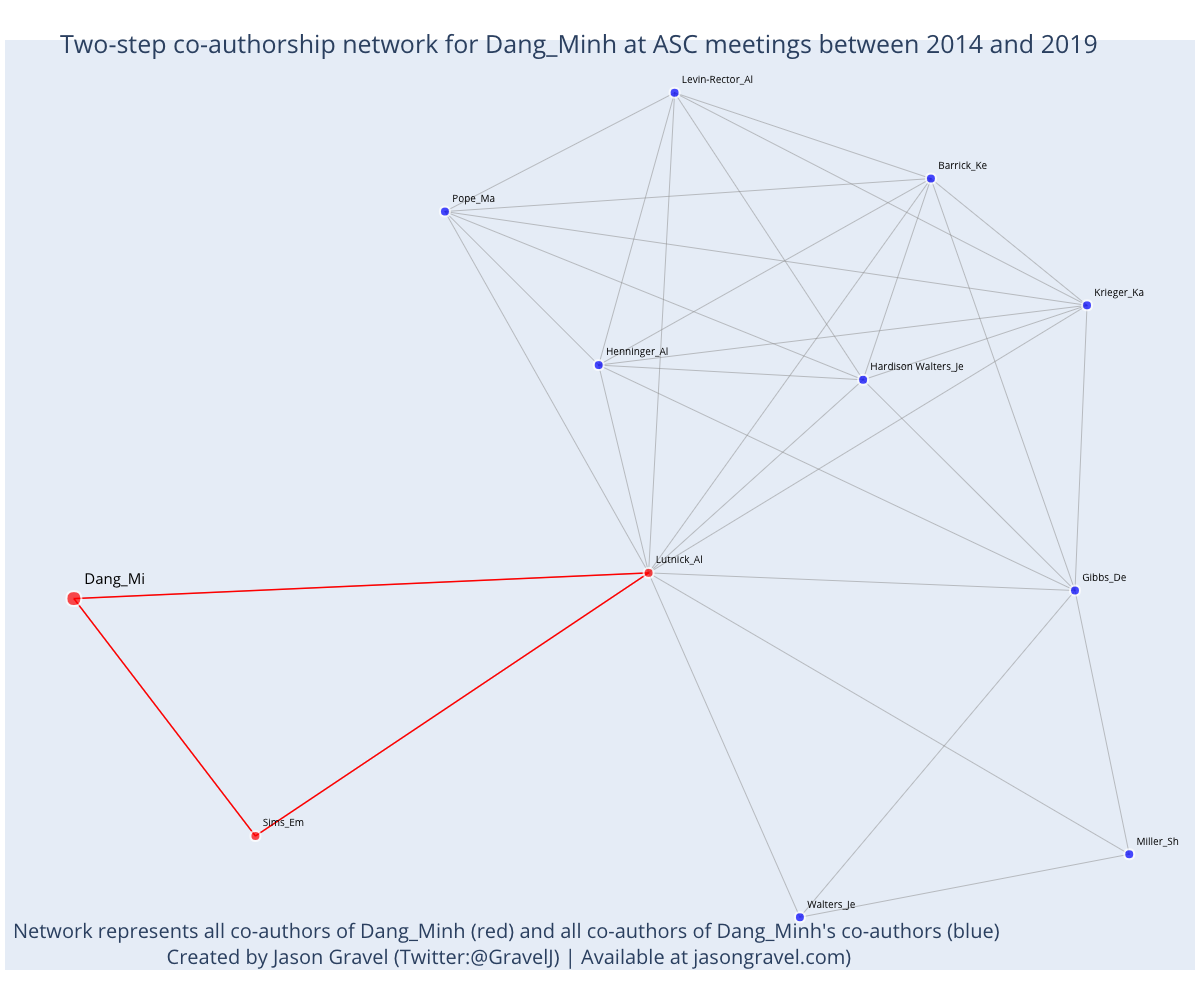 Two-step co-authorship network for Dang_Minh at ASC meetings between 2014 and 2019
Levin-Rector_Al
Barrick_Ke
Pope_Ma
Krieger_Ka
Henninger_Al
Hardison Walters_Je
Lutnick_Al
Dang_Mi
Gibbs_De
Sims_Em
Miller_Sh
Walters_Je
Network represents all co-authors of Dang_Minh (red) and all co-authors of Dang_Minh's co-authors (blue)
Created by Jason Gravel (Twitter:@GravelJ) | Available at jasongravel.com)